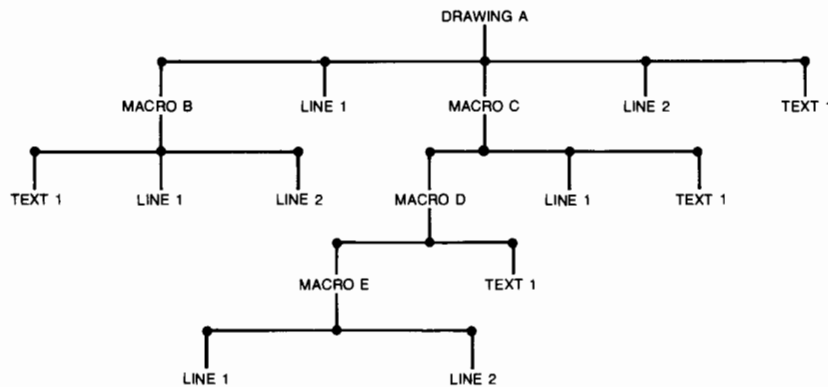 DRAWING A
MACRO B LINE 1 MACRO C LINE 2 TEXT 1
TEXT 1 LINE 1 LINE 2 MACRO D LINE 1 TEXT 1
MACRO E TEXT 1
LINE 1 LINE 2